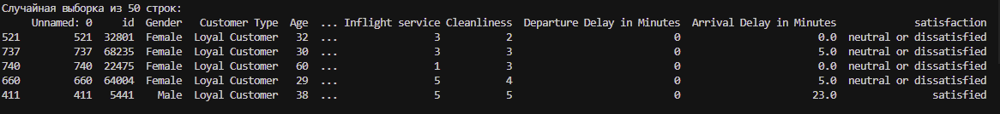 Случайная выборка из 50 строк:
Unnamed: 0 id Gender Customer Type Age ... Inflight service Cleanliness Departure Delay in Minutes Arrival Delay in Minutes satisfaction
521 521 32801 Female Loyal Customer 32 ... 3 2 0 0.0 neutral or dissatisfied
737 737 68235 Female Loyal Customer 30 ... 3 3 0 5.0 neutral or dissatisfied
740 740 22475 Female Loyal Customer 60 ... 1 3 0 0.0 neutral or dissatisfied
660 660 64004 Female Loyal Customer 29 ... 5 4 0 5.0 neutral or dissatisfied
411 411 5441 Male Loyal Customer 38 ... 5 5 0 23.0 satisfied